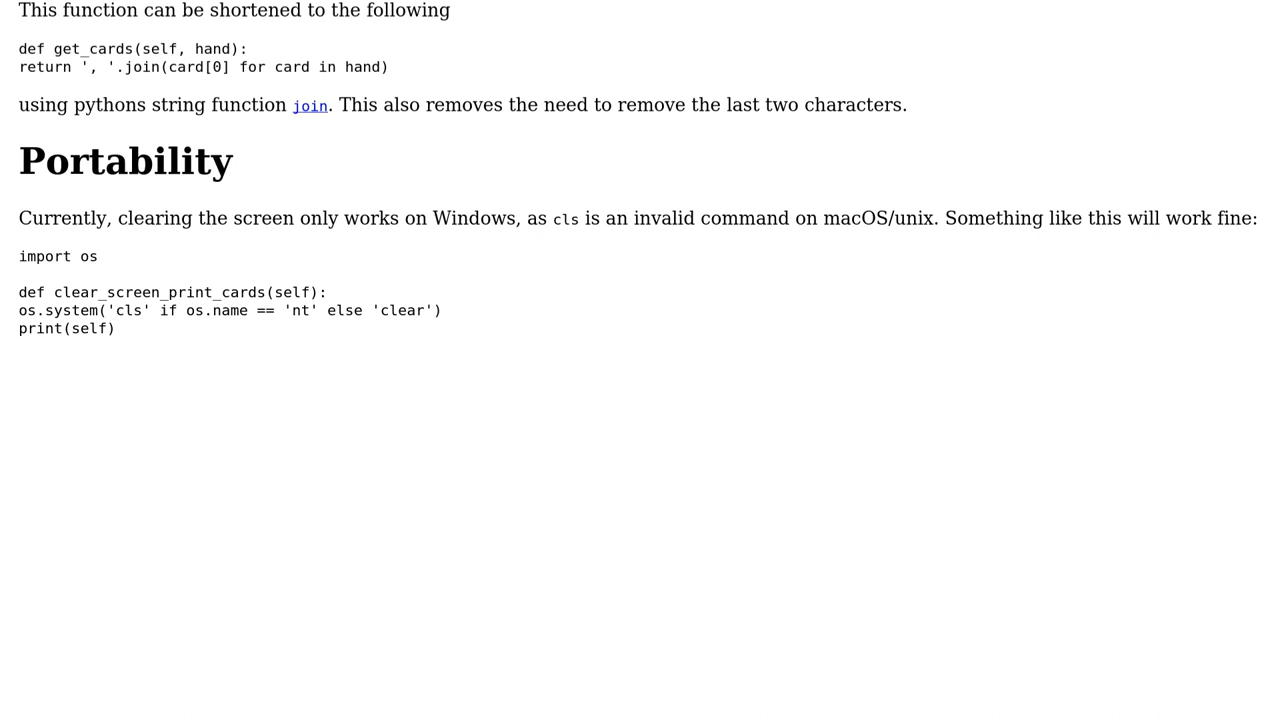 This function can be shortened to the following
def get_cards(self, hand):
return ', '.join(card[0] for card in hand)
using pythons string function join. This also removes the need to remove the last two characters.
Portability
Currently, clearing the screen only works on Windows, as cls is an invalid command on macOS/unix. Something like this will work fine:
import os
def clear_screen_print_cards(self):
os.system('cls' if os.name == 'nt' else 'clear')
print(self)